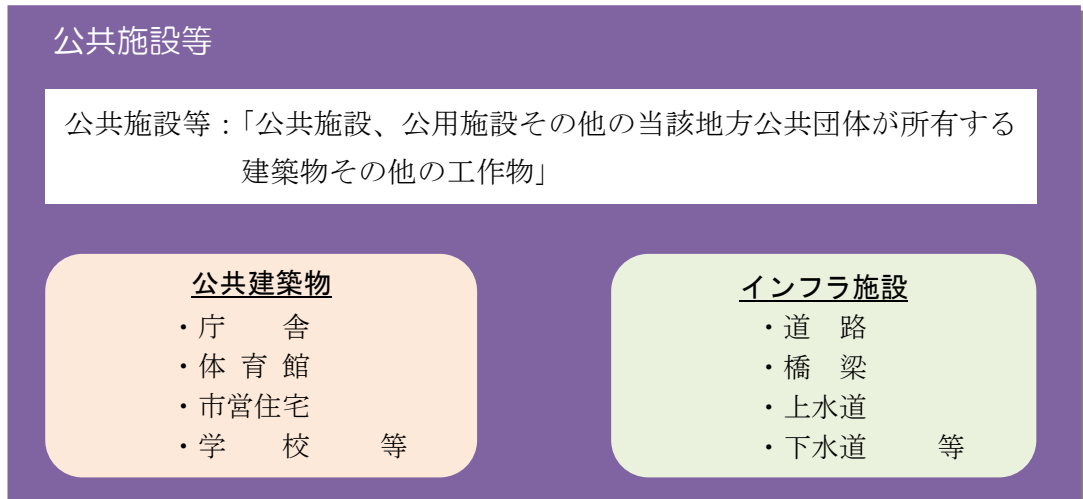 公共施設等
公共施設等：「公共施設、公用施設その他の当該地方公共団体が所有する
建築物その他の工作物」
公共建築物
・庁　　舎
・体 育 館
・市営住宅
・学　　校　　等
インフラ施設
・道　路
・橋　梁
・上水道
・下水道　　等